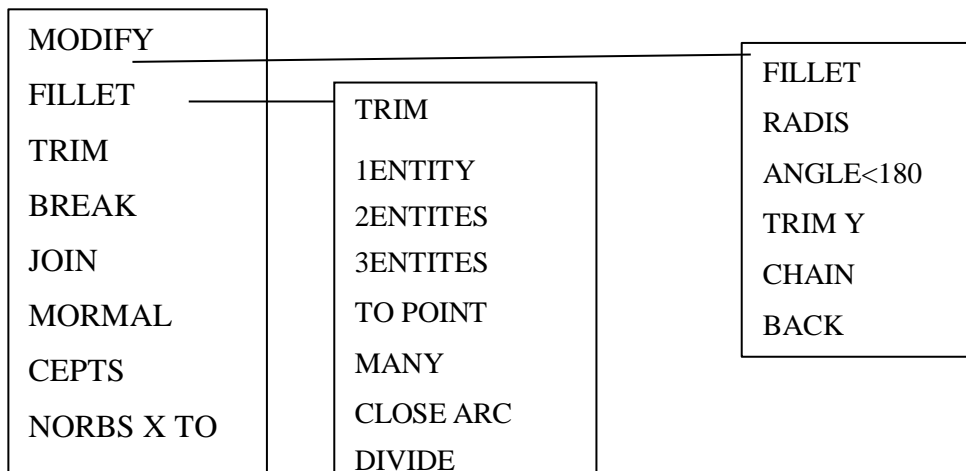 MODIFY
FILLET
TRIM
BREAK
JOIN
MORMAL
CEPTS
NORBS X TO
TRIM
1ENTITY
2ENTITES
3ENTITES
TO POINT
MANY
CLOSE ARC
DIVIDE
FILLET
RADIS
ANGLE<180
TRIM Y
CHAIN
BACK